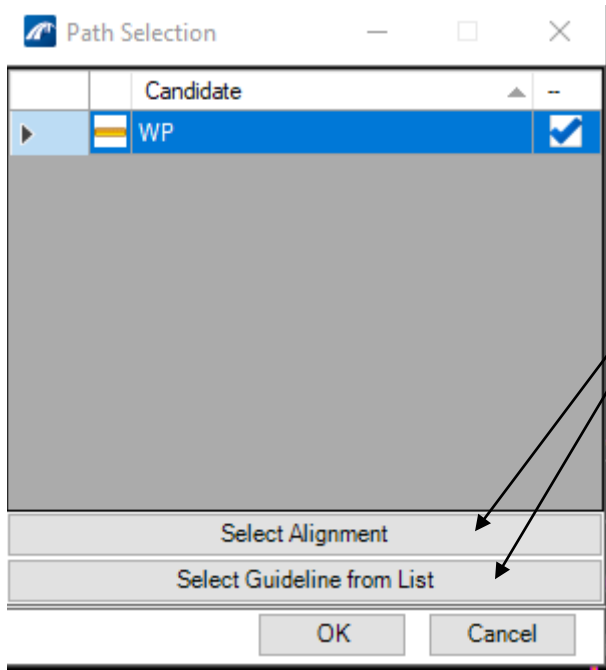 Path Selection
Candidate --
WP
Select Alignment
Select Guideline from List
OK Cancel